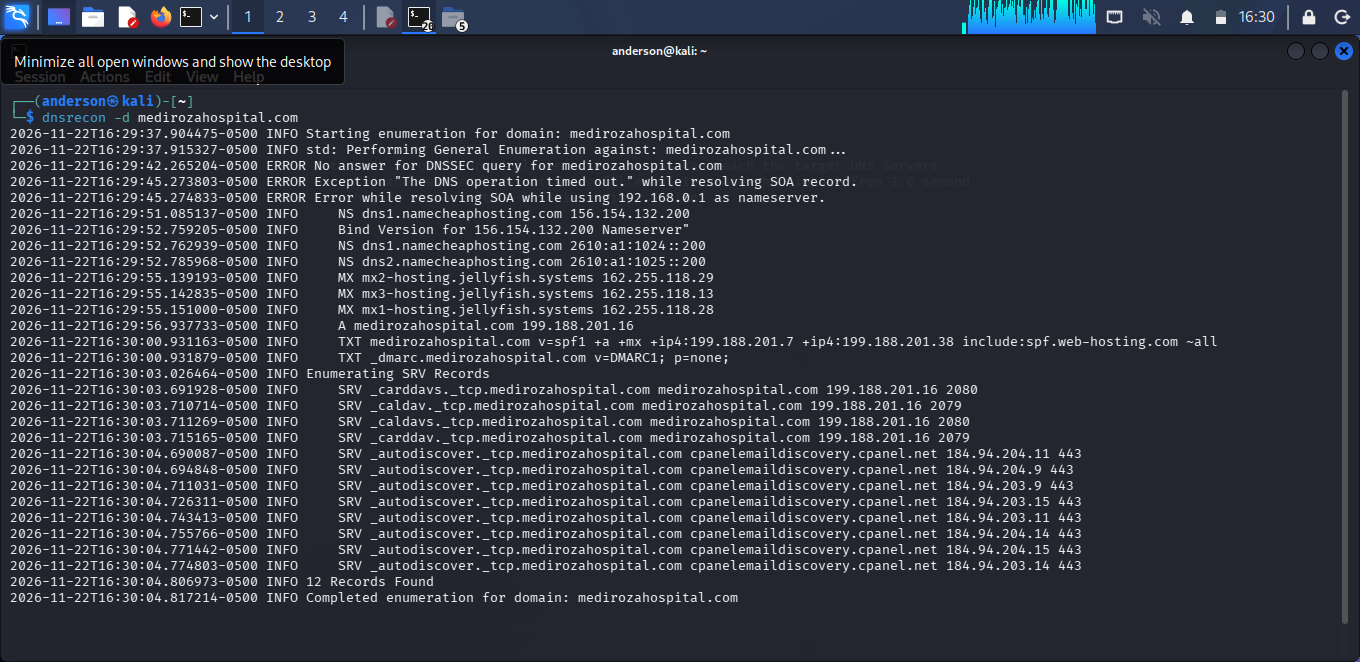 1 2 3 4 20 5 16:30
anderson@kali: ~
Minimize all open windows and show the desktop
Session Actions Edit View Help
(anderson㉿kali)-[~]
$ dnsrecon -d medirozahospital.com
2026-11-22T16:29:37.904475-0500 INFO Starting enumeration for domain: medirozahospital.com
2026-11-22T16:29:37.915327-0500 INFO std: Performing General Enumeration against: medirozahospital.com...
2026-11-22T16:29:42.265204-0500 ERROR No answer for DNSSEC query for medirozahospital.com
2026-11-22T16:29:45.273803-0500 ERROR Exception "The DNS operation timed out." while resolving SOA record.
2026-11-22T16:29:45.274833-0500 ERROR Error while resolving SOA while using 192.168.0.1 as nameserver.
2026-11-22T16:29:51.085137-0500 INFO NS dns1.namecheaphosting.com 156.154.132.200
2026-11-22T16:29:52.759205-0500 INFO Bind Version for 156.154.132.200 Nameserver"
2026-11-22T16:29:52.762939-0500 INFO NS dns1.namecheaphosting.com 2610:a1:1024::200
2026-11-22T16:29:52.785968-0500 INFO NS dns2.namecheaphosting.com 2610:a1:1025::200
2026-11-22T16:29:55.139193-0500 INFO MX mx2-hosting.jellyfish.systems 162.255.118.29
2026-11-22T16:29:55.142835-0500 INFO MX mx3-hosting.jellyfish.systems 162.255.118.13
2026-11-22T16:29:55.151000-0500 INFO MX mx1-hosting.jellyfish.systems 162.255.118.28
2026-11-22T16:29:56.937733-0500 INFO A medirozahospital.com 199.188.201.16
2026-11-22T16:30:00.931163-0500 INFO TXT medirozahospital.com v=spf1 +a +mx +ip4:199.188.201.7 +ip4:199.188.201.38 include:spf.web-hosting.com ~all
2026-11-22T16:30:00.931879-0500 INFO TXT _dmarc.medirozahospital.com v=DMARC1; p=none;
2026-11-22T16:30:03.026464-0500 INFO Enumerating SRV Records
2026-11-22T16:30:03.691928-0500 INFO SRV _carddavs._tcp.medirozahospital.com medirozahospital.com 199.188.201.16 2080
2026-11-22T16:30:03.710714-0500 INFO SRV _caldav._tcp.medirozahospital.com medirozahospital.com 199.188.201.16 2079
2026-11-22T16:30:03.711269-0500 INFO SRV _caldavs._tcp.medirozahospital.com medirozahospital.com 199.188.201.16 2080
2026-11-22T16:30:03.715165-0500 INFO SRV _carddav._tcp.medirozahospital.com medirozahospital.com 199.188.201.16 2079
2026-11-22T16:30:04.690087-0500 INFO SRV _autodiscover._tcp.medirozahospital.com cpanelemaildiscovery.cpanel.net 184.94.204.11 443
2026-11-22T16:30:04.694848-0500 INFO SRV _autodiscover._tcp.medirozahospital.com cpanelemaildiscovery.cpanel.net 184.94.204.9 443
2026-11-22T16:30:04.711031-0500 INFO SRV _autodiscover._tcp.medirozahospital.com cpanelemaildiscovery.cpanel.net 184.94.203.9 443
2026-11-22T16:30:04.726311-0500 INFO SRV _autodiscover._tcp.medirozahospital.com cpanelemaildiscovery.cpanel.net 184.94.203.15 443
2026-11-22T16:30:04.743413-0500 INFO SRV _autodiscover._tcp.medirozahospital.com cpanelemaildiscovery.cpanel.net 184.94.203.11 443
2026-11-22T16:30:04.755766-0500 INFO SRV _autodiscover._tcp.medirozahospital.com cpanelemaildiscovery.cpanel.net 184.94.204.14 443
2026-11-22T16:30:04.771442-0500 INFO SRV _autodiscover._tcp.medirozahospital.com cpanelemaildiscovery.cpanel.net 184.94.204.15 443
2026-11-22T16:30:04.774803-0500 INFO SRV _autodiscover._tcp.medirozahospital.com cpanelemaildiscovery.cpanel.net 184.94.203.14 443
2026-11-22T16:30:04.806973-0500 INFO 12 Records Found
2026-11-22T16:30:04.817214-0500 INFO Completed enumeration for domain: medirozahospital.com